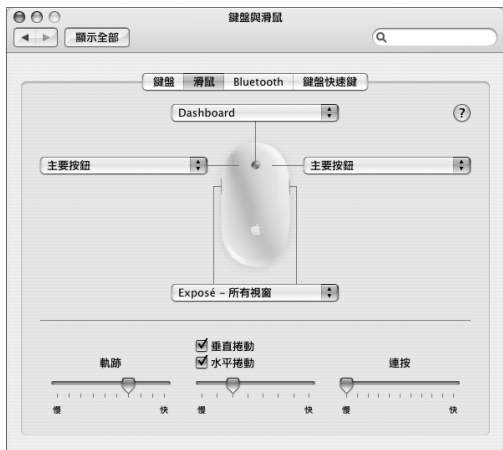 鍵盤與滑鼠
顯示全部
鍵盤 滑鼠 Bluetooth 鍵盤快速鍵
Dashboard ?
主要按鈕 主要按鈕
Exposé – 所有視窗
垂直捲動
水平捲動
軌跡 連按
慢 快 慢 快 慢 快